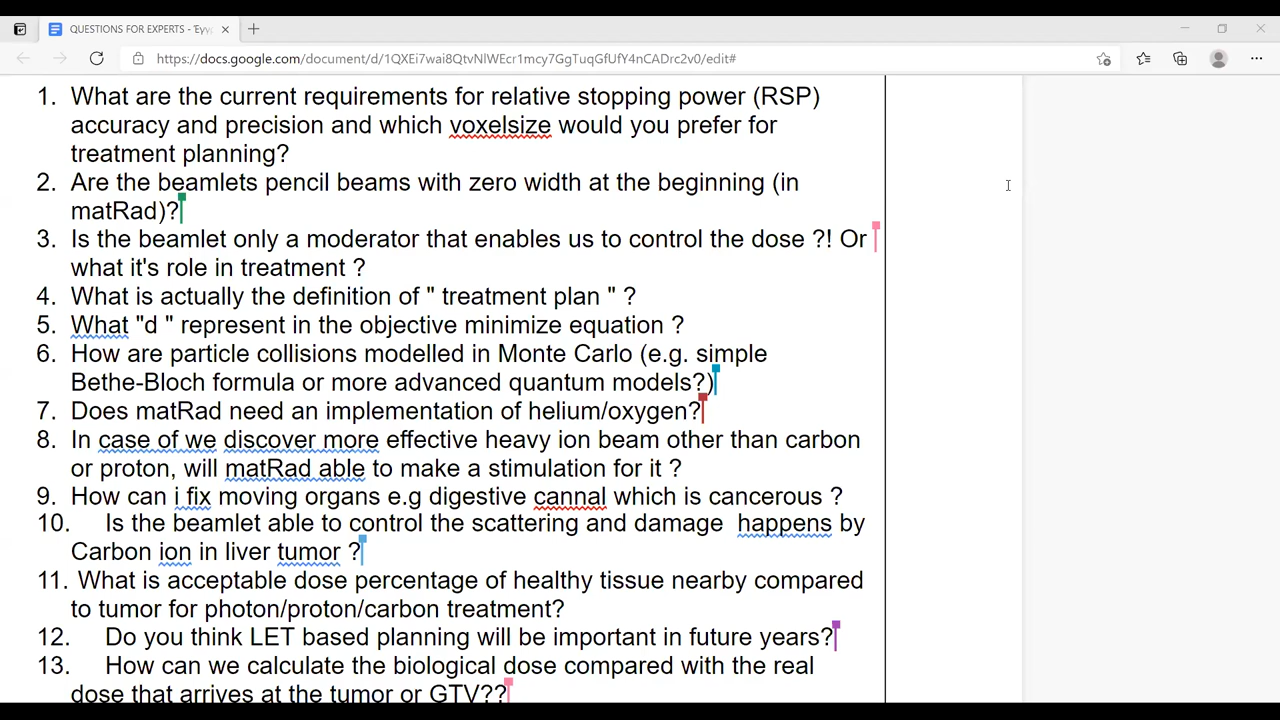 QUESTIONS FOR EXPERTS - Έγγ
https://docs.google.com/document/d/1QXEi7wai8QtvNlWEcr1mcy7GgTuqGfUfY4nCADrc2v0/edit#
1. What are the current requirements for relative stopping power (RSP)
accuracy and precision and which voxelsize would you prefer for
treatment planning?
2. Are the beamlets pencil beams with zero width at the beginning (in
matRad)?
3. Is the beamlet only a moderator that enables us to control the dose ?! Or
what it's role in treatment ?
4. What is actually the definition of " treatment plan " ?
5. What "d " represent in the objective minimize equation ?
6. How are particle collisions modelled in Monte Carlo (e.g. simple
Bethe-Bloch formula or more advanced quantum models?)
7. Does matRad need an implementation of helium/oxygen?
8. In case of we discover more effective heavy ion beam other than carbon
or proton, will matRad able to make a stimulation for it ?
9. How can i fix moving organs e.g digestive cannal which is cancerous ?
10. Is the beamlet able to control the scattering and damage happens by
Carbon ion in liver tumor ?
11. What is acceptable dose percentage of healthy tissue nearby compared
to tumor for photon/proton/carbon treatment?
12. Do you think LET based planning will be important in future years?
13. How can we calculate the biological dose compared with the real
dose that arrives at the tumor or GTV??